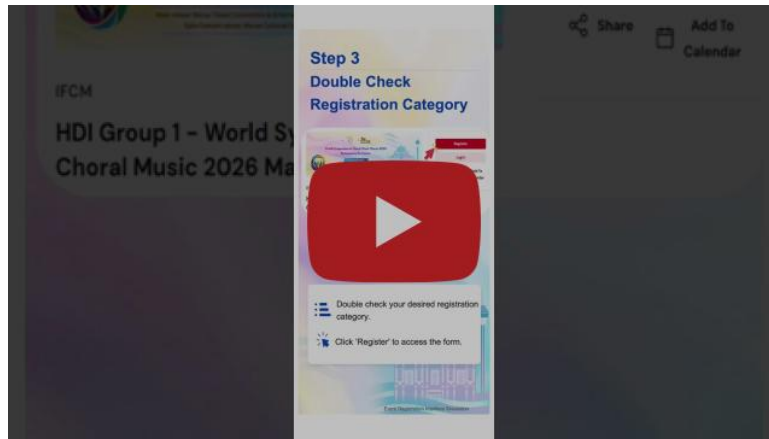 Share
Add To
Calendar
IFCM
HDI Group 1 - World Sy
Choral Music 2026 Ma
Step 3
Double Check
Registration Category
Register
Login
Double check your desired registration
category.
Click 'Register' to access the form.